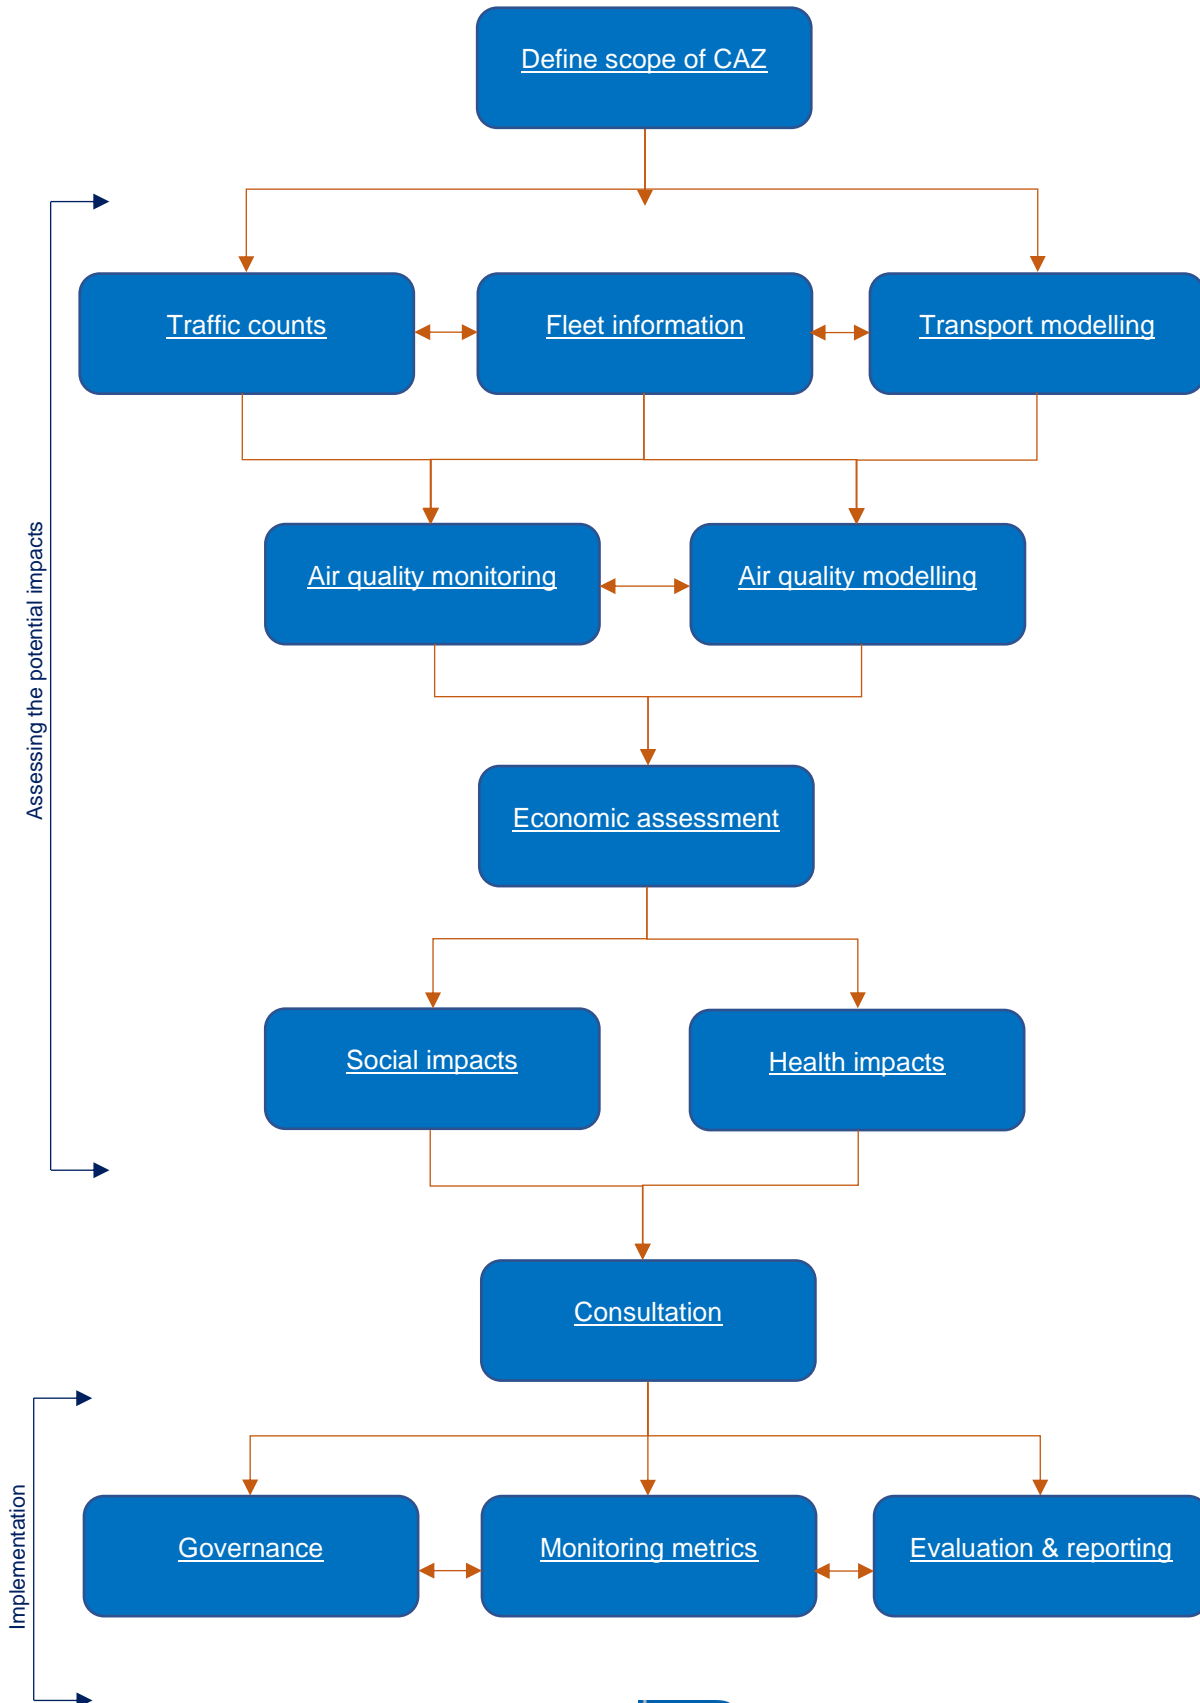 Define scope of CAZ
Traffic counts
Fleet information
Transport modelling
Air quality monitoring
Air quality modelling
Assessing the potential impacts
Economic assessment
Social impacts
Health impacts
Consultation
Implementation
Governance
Monitoring metrics
Evaluation & reporting